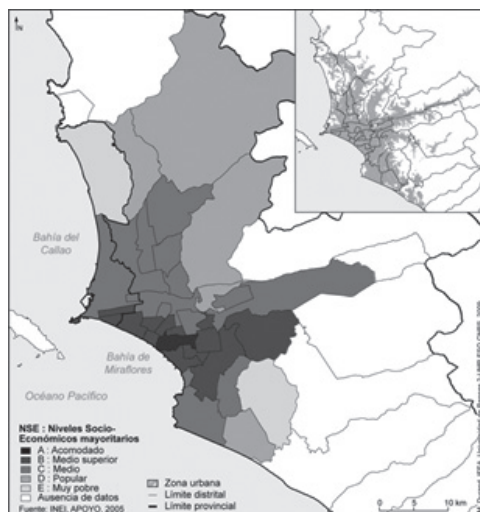 N
Bahía del
Callao
Bahía de
Miraflores
Océano Pacífico
NSE : Niveles Socio-
Económicos mayoritarios
A : Acomodado
B : Medio superior
C : Medio
D : Popular
E : Muy pobre
Ausencia de datos
Zona urbana
Límite distrital
Límite provincial
Fuente: INEI, APOYO, 2005
0
10 km